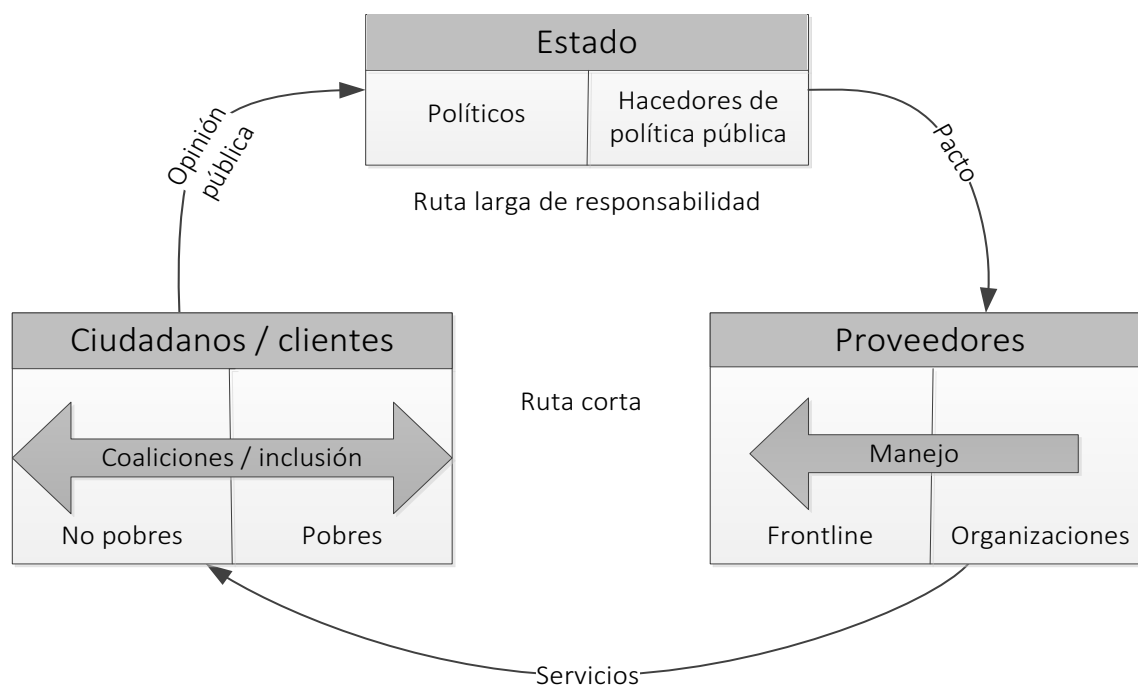 Estado
Políticos
Hacedores de
política pública
Opinión
pública
Pacto
Ruta larga de responsabilidad
Ciudadanos / clientes
Proveedores
Ruta corta
Coaliciones / inclusión
Manejo
No pobres
Pobres
Frontline
Organizaciones
Servicios